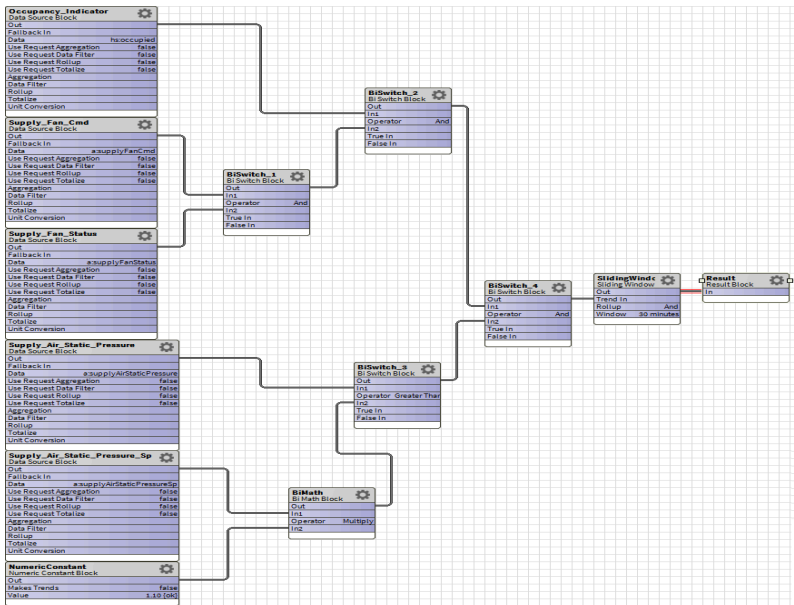 Occupancy_Indicator
Data Source Block
Out
Fallback In
Data hs:occupied
Use Request Aggregation false
Use Request Data Filter false
Use Request Rollup false
Use Request Totalize false
Aggregation
Data Filter
Rollup
Totalize
Unit Conversion
Supply_Fan_Cmd
Data Source Block
Out
Fallback In
Data a:supplyFanCmd
Use Request Aggregation false
Use Request Data Filter false
Use Request Rollup false
Use Request Totalize false
Aggregation
Data Filter
Rollup
Totalize
Unit Conversion
Supply_Fan_Status
Data Source Block
Out
Fallback In
Data a:supplyFanStatus
Use Request Aggregation false
Use Request Data Filter false
Use Request Rollup false
Use Request Totalize false
Aggregation
Data Filter
Rollup
Totalize
Unit Conversion
Supply_Air_Static_Pressure
Data Source Block
Out
Fallback In
Data a:supplyAirStaticPressure
Use Request Aggregation false
Use Request Data Filter false
Use Request Rollup false
Use Request Totalize false
Aggregation
Data Filter
Rollup
Totalize
Unit Conversion
Supply_Air_Static_Pressure_Sp
Data Source Block
Out
Fallback In
Data a:supplyAirStaticPressureSp
Use Request Aggregation false
Use Request Data Filter false
Use Request Rollup false
Use Request Totalize false
Aggregation
Data Filter
Rollup
Totalize
Unit Conversion
NumericConstant
Numeric Constant Block
Out
Makes Trends false
Value 1.10 {ok}
BiSwitch_1
Bi Switch Block
Out
In1
Operator And
In2
True In
False In
BiSwitch_2
Bi Switch Block
Out
In1
Operator And
In2
True In
False In
BiSwitch_3
Bi Switch Block
Out
In1
Operator Greater Than
In2
True In
False In
BiMath
Bi Math Block
Out
In1
Operator Multiply
In2
BiSwitch_4
Bi Switch Block
Out
In1
Operator And
In2
True In
False In
SlidingWindo
Sliding Window
Out
Trend In
Rollup And
Window 30 minutes
Result
Result Block
In